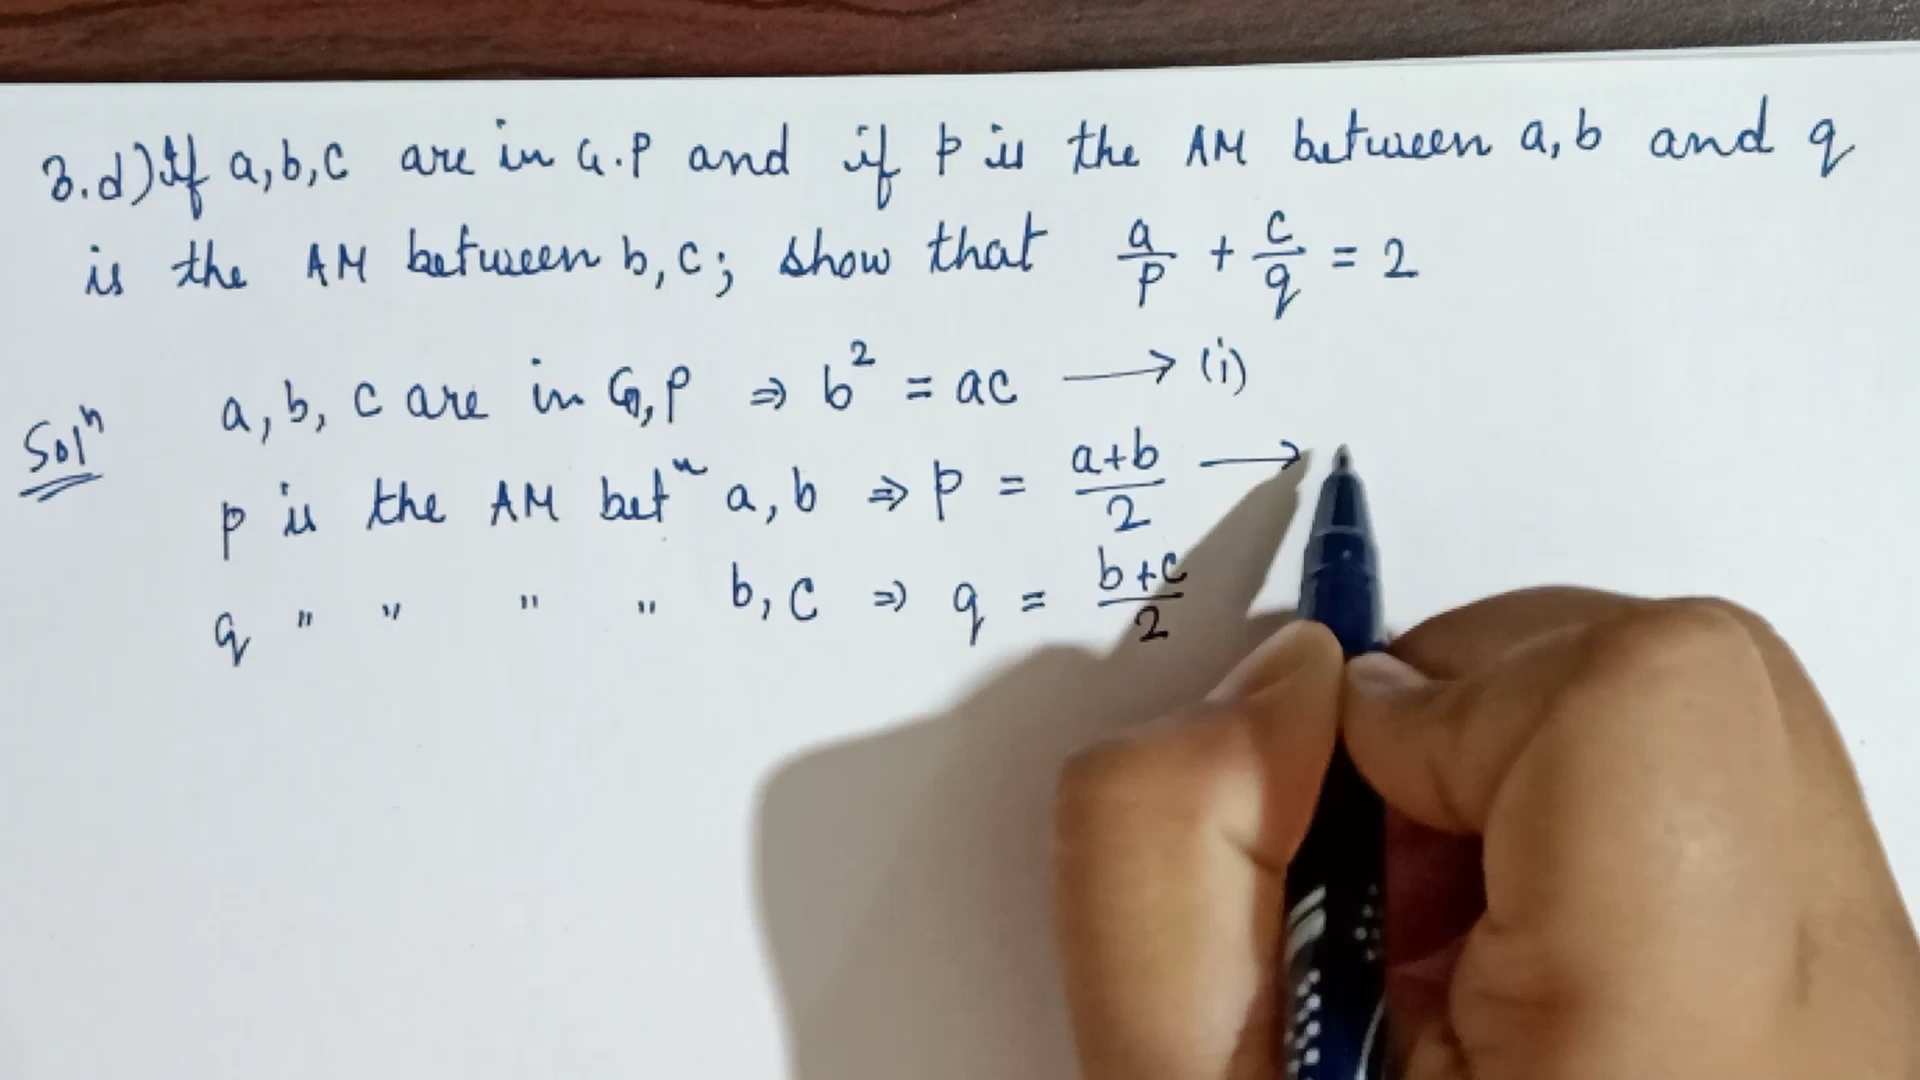 3.d) If a, b, c are in G.P and if p is the AM between a, b and q
is the AM between b, c; show that a/p + c/q = 2
Solⁿ a, b, c are in G.P ⇒ b² = ac ⟶ (i)
p is the AM betⁿ a, b ⇒ p = (a+b)/2 ⟶
q " " " " b, c ⇒ q = (b+c)/2